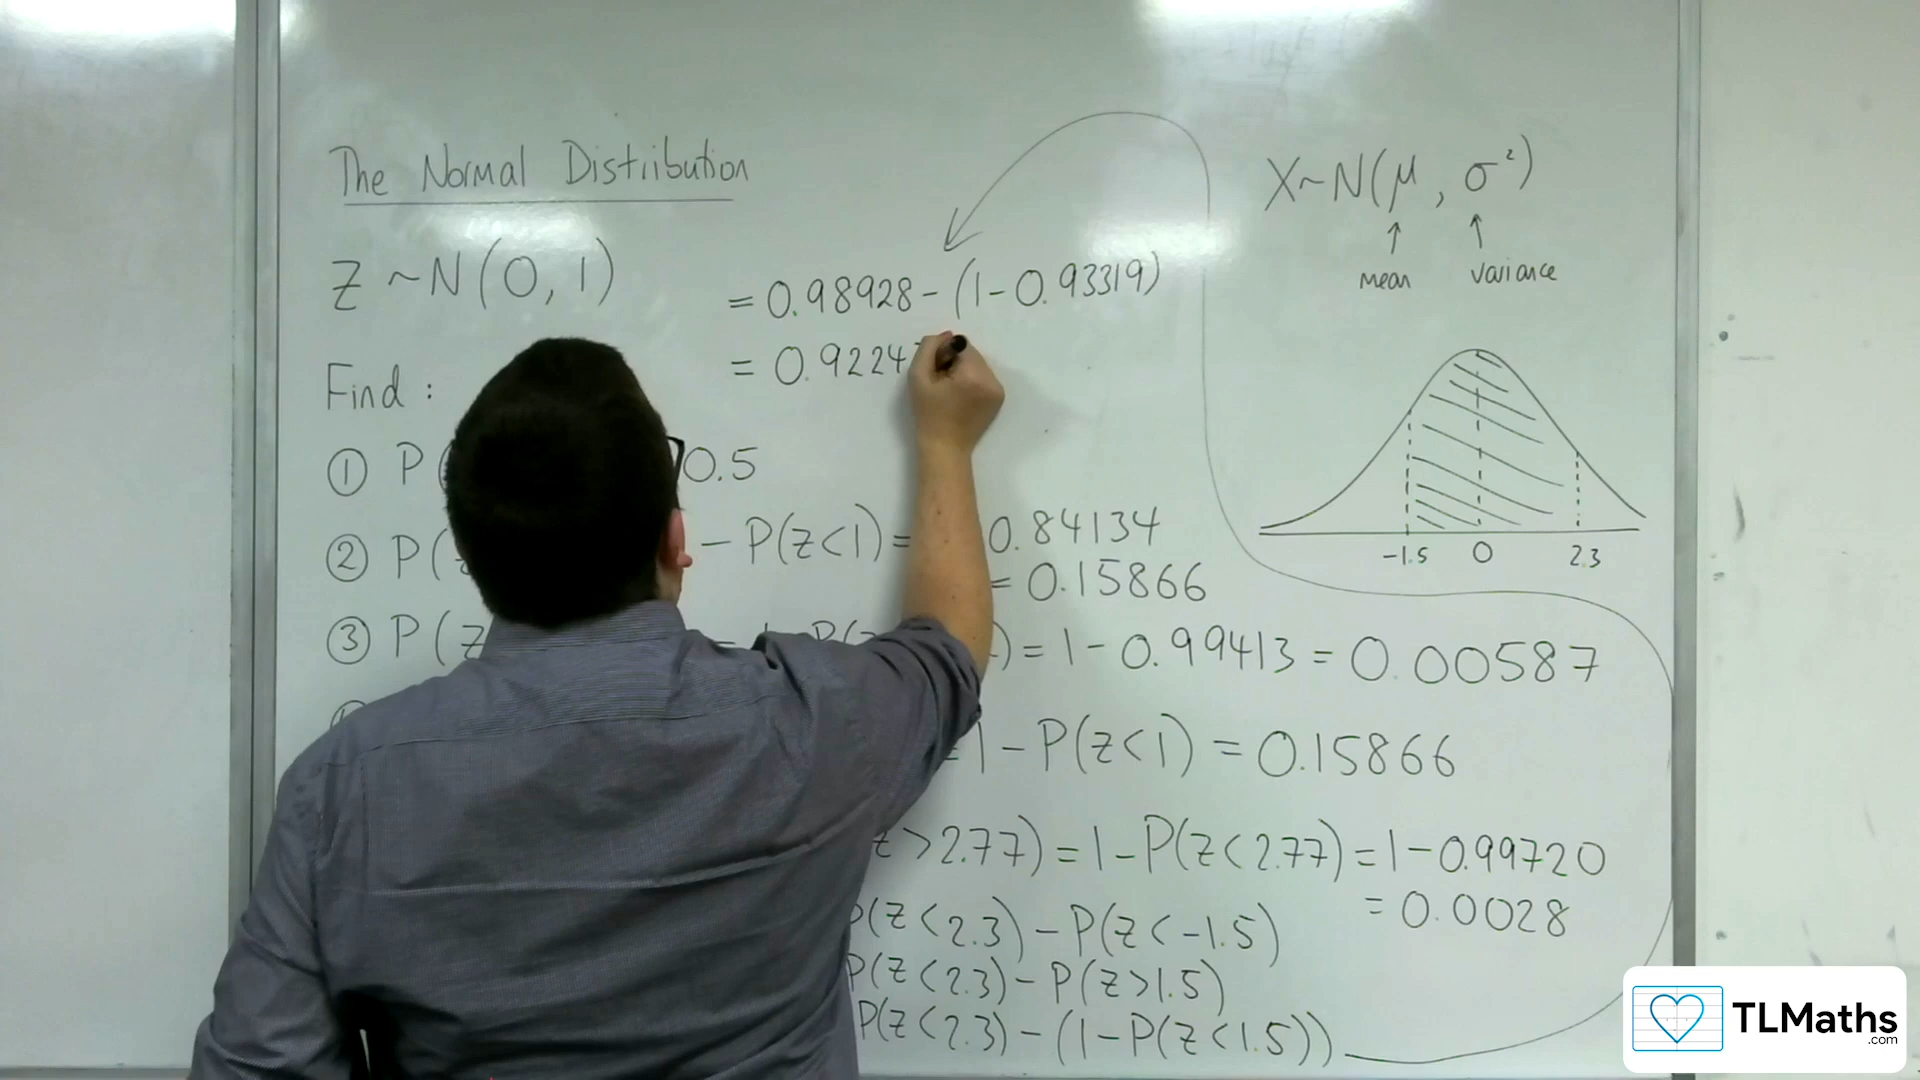 The Normal Distribution
Z ~ N(0, 1)
= 0.98928 - (1 - 0.93319)
= 0.9224
Find :
① P( 0.5
② P( - P(z<1) = 0.84134
= 0.15866
③ P(z ) = 1 - 0.99413 = 0.00587
= 1 - P(z<1) = 0.15866
z > 2.77) = 1 - P(z < 2.77) = 1 - 0.99720
= 0.0028
P(z < 2.3) - P(z < -1.5)
P(z < 2.3) - P(z > 1.5)
P(z < 2.3) - (1 - P(z < 1.5))
X ~ N(μ, σ²)
↑ ↑
mean variance
-1.5 0 2.3
TLMaths
.com